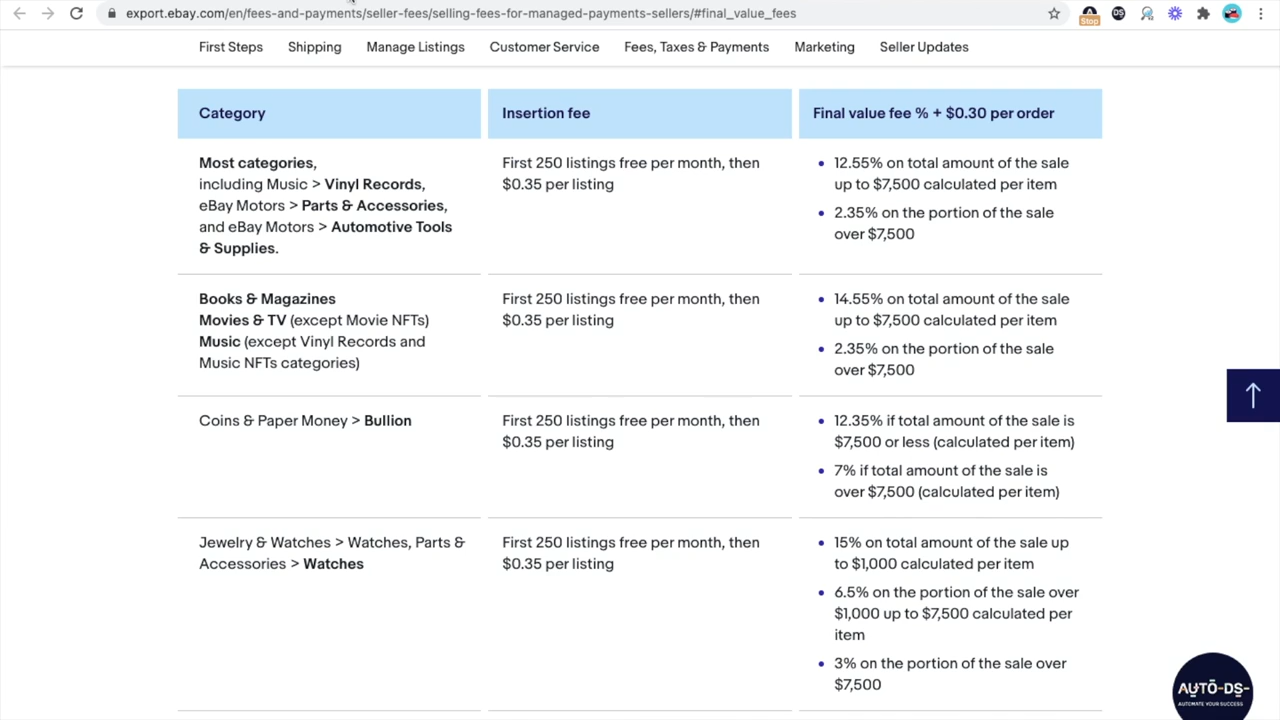 export.ebay.com/en/fees-and-payments/seller-fees/selling-fees-for-managed-payments-sellers/#final_value_fees
Stop
DS
First Steps Shipping Manage Listings Customer Service Fees, Taxes & Payments Marketing Seller Updates
Category
Insertion fee
Final value fee % + $0.30 per order
Most categories,
including Music > Vinyl Records,
eBay Motors > Parts & Accessories,
and eBay Motors > Automotive Tools
& Supplies.
First 250 listings free per month, then
$0.35 per listing
• 12.55% on total amount of the sale
up to $7,500 calculated per item
• 2.35% on the portion of the sale
over $7,500
Books & Magazines
Movies & TV (except Movie NFTs)
Music (except Vinyl Records and
Music NFTs categories)
First 250 listings free per month, then
$0.35 per listing
• 14.55% on total amount of the sale
up to $7,500 calculated per item
• 2.35% on the portion of the sale
over $7,500
Coins & Paper Money > Bullion
First 250 listings free per month, then
$0.35 per listing
• 12.35% if total amount of the sale is
$7,500 or less (calculated per item)
• 7% if total amount of the sale is
over $7,500 (calculated per item)
Jewelry & Watches > Watches, Parts &
Accessories > Watches
First 250 listings free per month, then
$0.35 per listing
• 15% on total amount of the sale up
to $1,000 calculated per item
• 6.5% on the portion of the sale over
$1,000 up to $7,500 calculated per
item
• 3% on the portion of the sale over
$7,500
AUTO-DS-
AUTOMATE YOUR SUCCESS